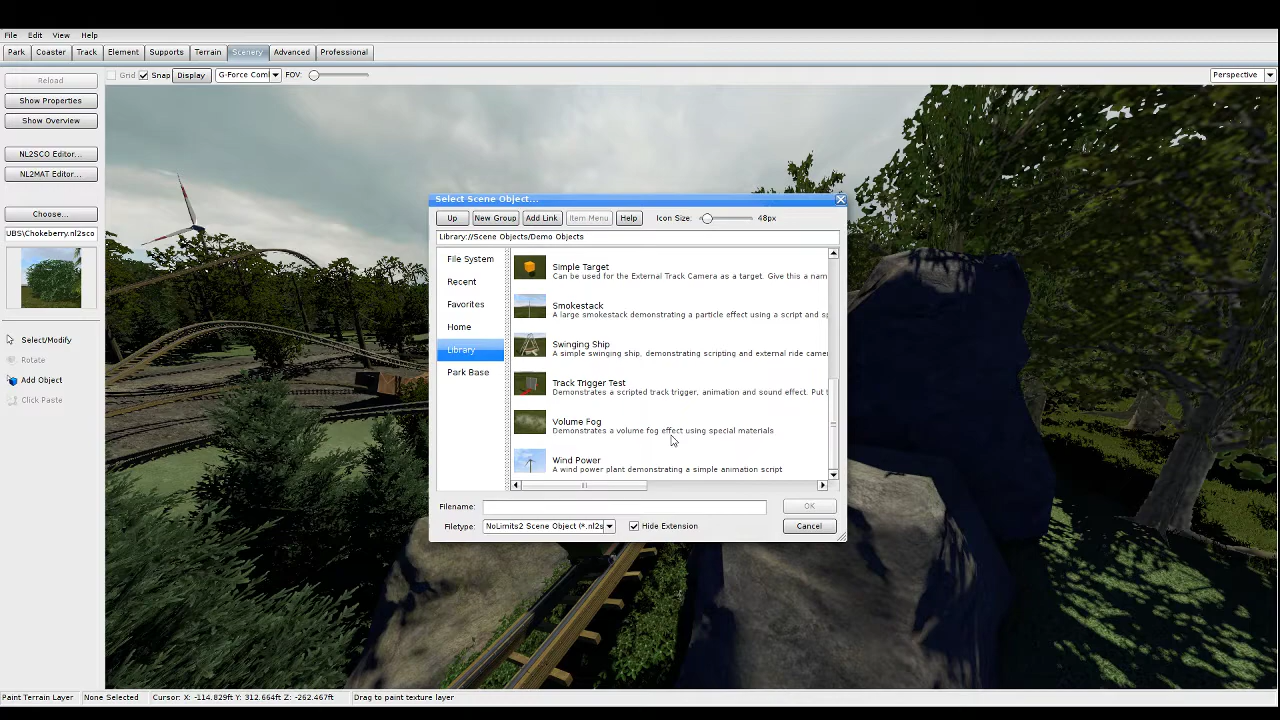 File Edit View Help
Park Coaster Track Element Supports Terrain Scenery Advanced Professional
Reload
Grid Snap Display G-Force Com FOV: Perspective
Show Properties
Show Overview
NL2SCO Editor...
NL2MAT Editor...
Choose...
UBS\Chokeberry.nl2sco
Select/Modify
Rotate
Add Object
Click Paste
Select Scene Object...
Up New Group Add Link Item Menu Help Icon Size: 48px
Library://Scene Objects/Demo Objects
File System
Recent
Favorites
Home
Library
Park Base
Simple Target
Can be used for the External Track Camera as a target. Give this a nam
Smokestack
A large smokestack demonstrating a particle effect using a script and sp
Swinging Ship
A simple swinging ship, demonstrating scripting and external ride camer
Track Trigger Test
Demonstrates a scripted track trigger, animation and sound effect. Put t
Volume Fog
Demonstrates a volume fog effect using special materials
Wind Power
A wind power plant demonstrating a simple animation script
Filename: OK
Filetype: NoLimits2 Scene Object (*.nl2s Hide Extension Cancel
Paint Terrain Layer None Selected Cursor: X: -114.829ft Y: 312.664ft Z: -262.467ft Drag to paint texture layer